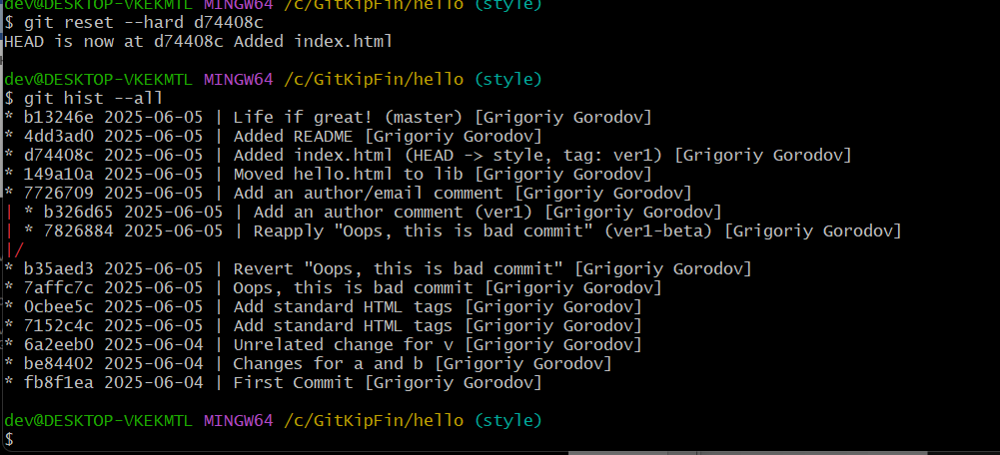 dev@DESKTOP-VKEKMTL MINGW64 /c/GitKipFin/hello (style)
$ git reset --hard d74408c
HEAD is now at d74408c Added index.html

dev@DESKTOP-VKEKMTL MINGW64 /c/GitKipFin/hello (style)
$ git hist --all
* b13246e 2025-06-05 | Life if great! (master) [Grigoriy Gorodov]
* 4dd3ad0 2025-06-05 | Added README [Grigoriy Gorodov]
* d74408c 2025-06-05 | Added index.html (HEAD -> style, tag: ver1) [Grigoriy Gorodov]
* 149a10a 2025-06-05 | Moved hello.html to lib [Grigoriy Gorodov]
* 7726709 2025-06-05 | Add an author/email comment [Grigoriy Gorodov]
| * b326d65 2025-06-05 | Add an author comment (ver1) [Grigoriy Gorodov]
| * 7826884 2025-06-05 | Reapply "Oops, this is bad commit" (ver1-beta) [Grigoriy Gorodov]
|/
* b35aed3 2025-06-05 | Revert "Oops, this is bad commit" [Grigoriy Gorodov]
* 7affc7c 2025-06-05 | Oops, this is bad commit [Grigoriy Gorodov]
* 0cbee5c 2025-06-05 | Add standard HTML tags [Grigoriy Gorodov]
* 7152c4c 2025-06-05 | Add standard HTML tags [Grigoriy Gorodov]
* 6a2eeb0 2025-06-04 | Unrelated change for v [Grigoriy Gorodov]
* be84402 2025-06-04 | Changes for a and b [Grigoriy Gorodov]
* fb8f1ea 2025-06-04 | First Commit [Grigoriy Gorodov]

dev@DESKTOP-VKEKMTL MINGW64 /c/GitKipFin/hello (style)
$